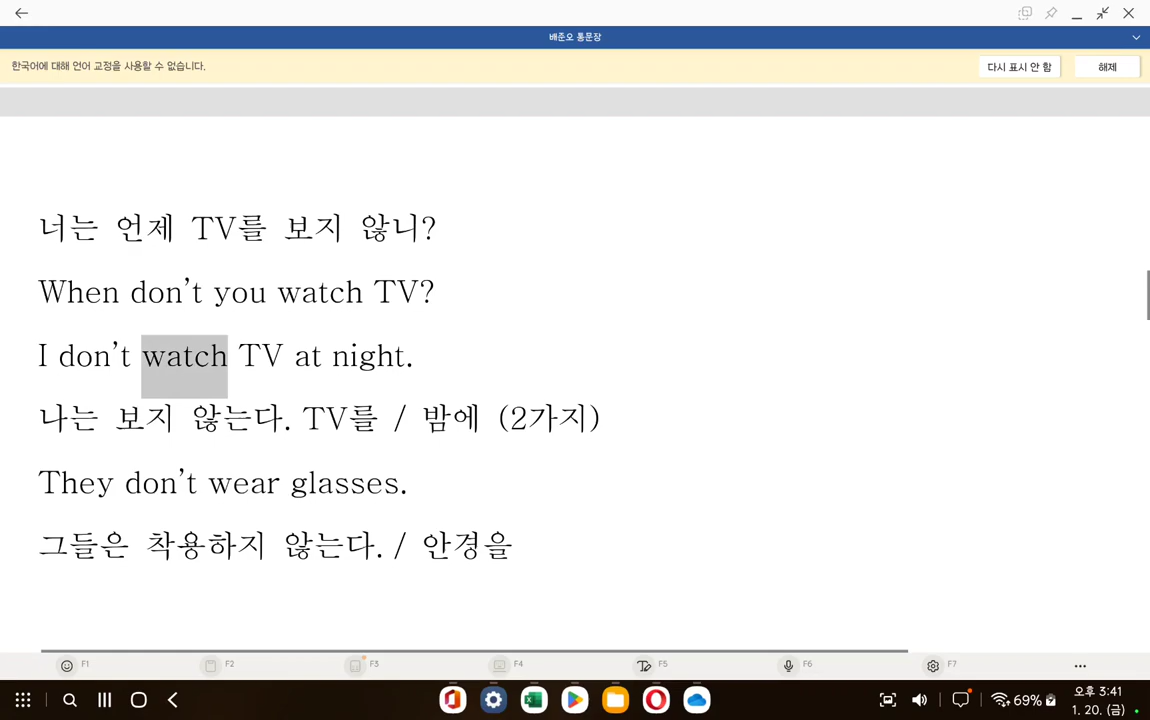 배준오 통문장
한국어에 대해 언어 교정을 사용할 수 없습니다.
다시 표시 안 함
해제
너는 언제 TV를 보지 않니?
When don't you watch TV?
I don't watch TV at night.
나는 보지 않는다. TV를 / 밤에 (2가지)
They don't wear glasses.
그들은 착용하지 않는다. / 안경을
F1 F2 F3 F4 F5 F6 F7
69%
오후 3:41
1. 20. (금)